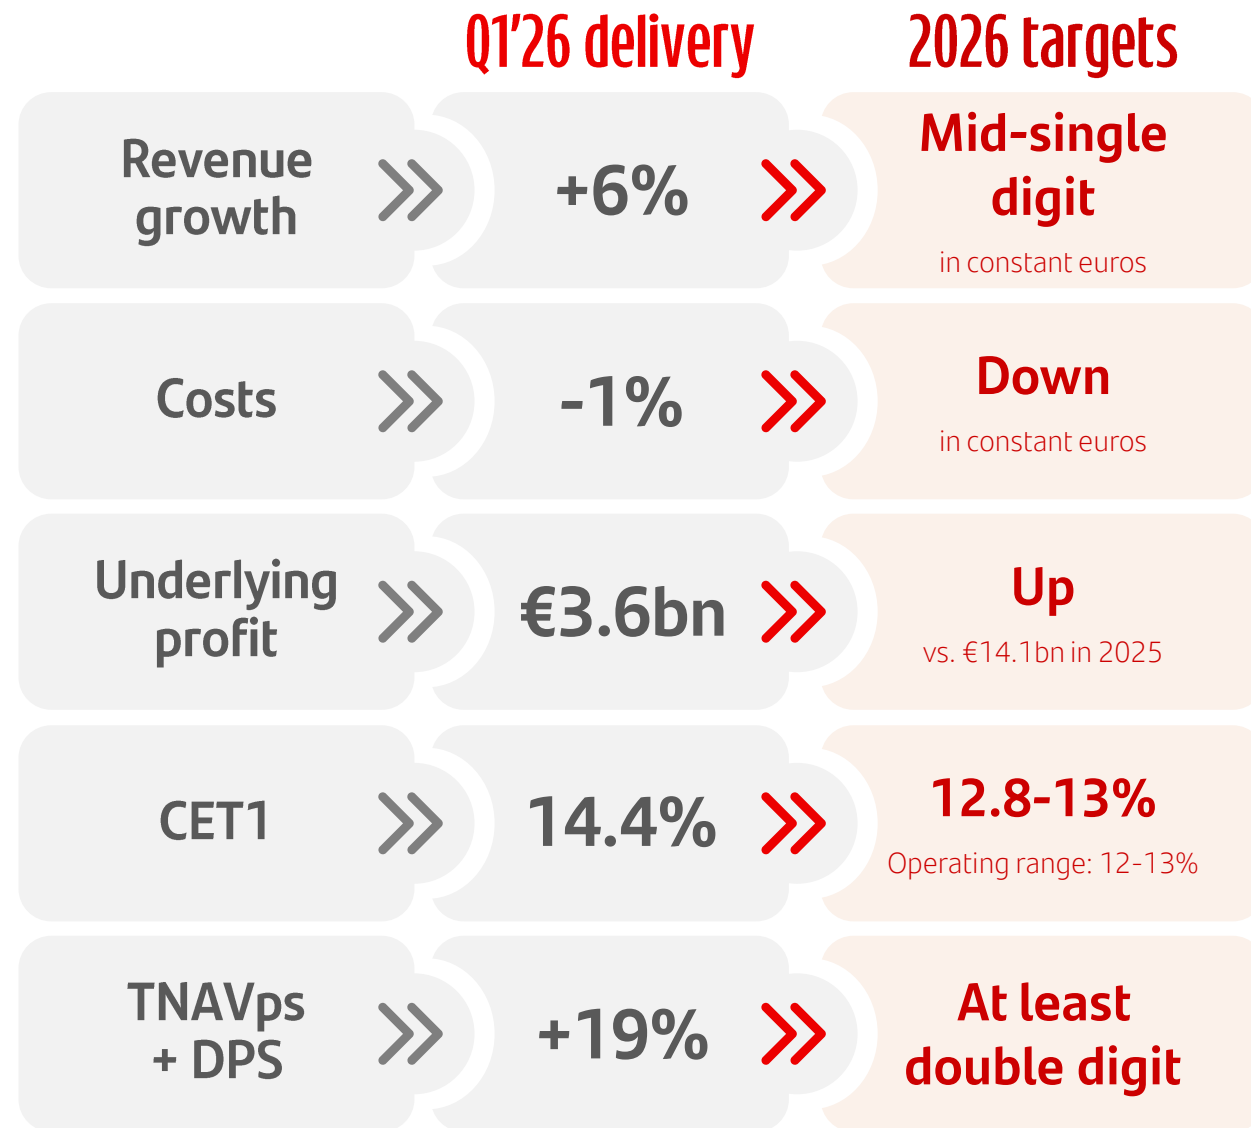 Q1'26 delivery
2026 targets
Revenue
growth
+6%
Mid-single
digit
in constant euros
Costs
-1%
Down
in constant euros
Underlying
profit
€3.6bn
Up
vs. €14.1bn in 2025
CET1
14.4%
12.8-13%
Operating range: 12-13%
TNAVps
+ DPS
+19%
At least
double digit